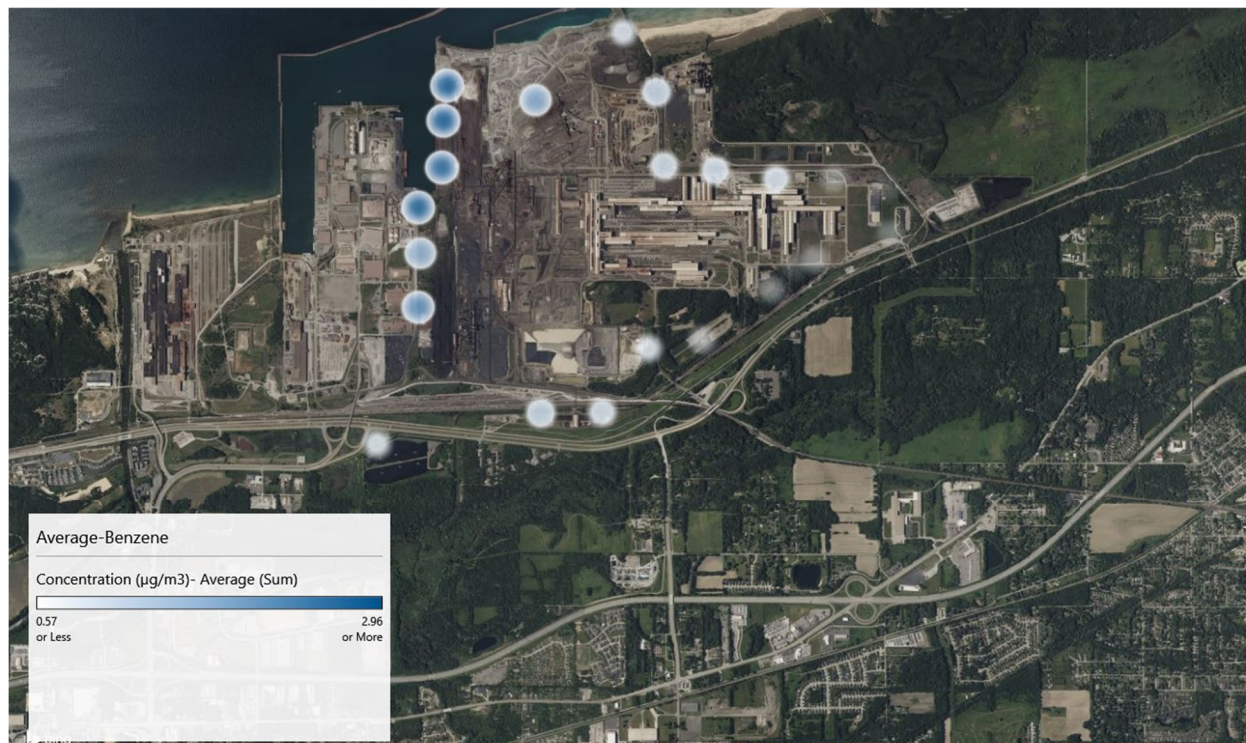 Average-Benzene
Concentration (µg/m3)- Average (Sum)
0.57
2.96
or Less
or More